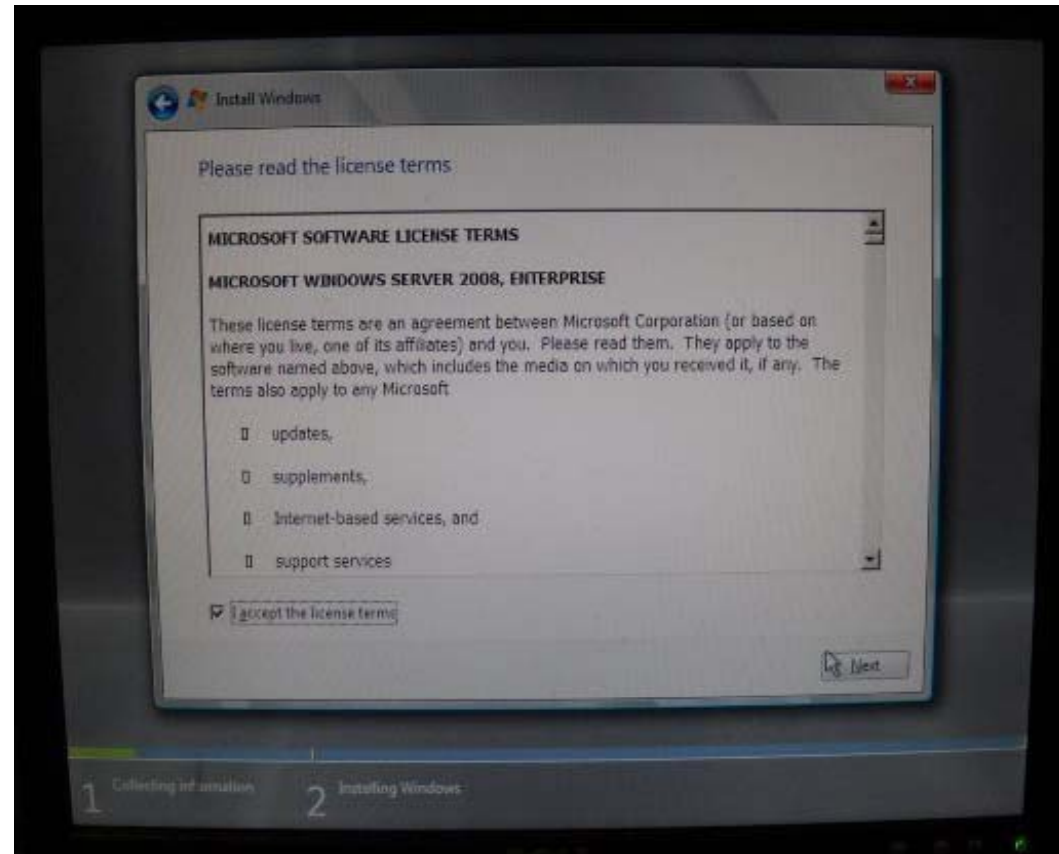 Install Windows
Please read the license terms
MICROSOFT SOFTWARE LICENSE TERMS
MICROSOFT WINDOWS SERVER 2008, ENTERPRISE
These license terms are an agreement between Microsoft Corporation (or based on
where you live, one of its affiliates) and you. Please read them. They apply to the
software named above, which includes the media on which you received it, if any. The
terms also apply to any Microsoft
updates,
supplements,
Internet-based services, and
support services
I accept the license terms
Next
1 Collecting information
2 Installing Windows